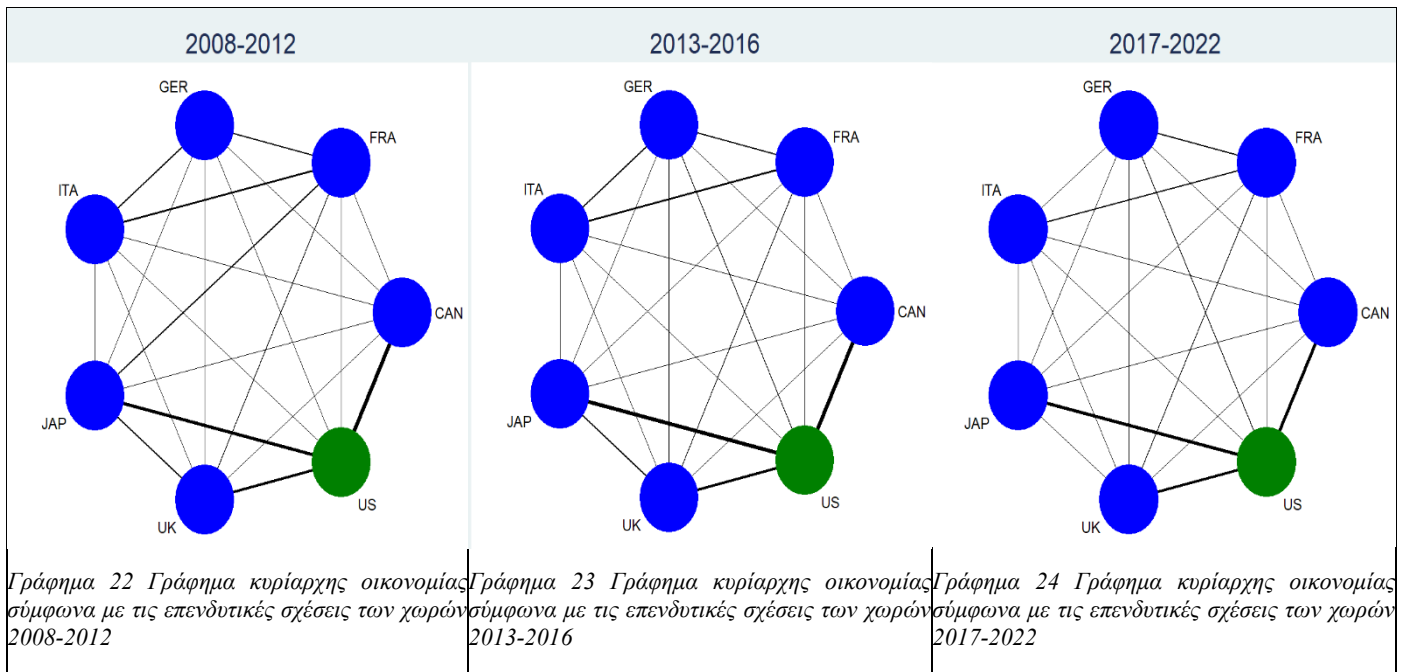 2008-2012
2013-2016
2017-2022
GER
FRA
ITA
CAN
JAP
US
UK
GER
FRA
ITA
CAN
JAP
US
UK
GER
FRA
ITA
CAN
JAP
US
UK
Γράφημα 22 Γράφημα κυρίαρχης οικονομίας
σύμφωνα με τις επενδυτικές σχέσεις των χωρών
2008-2012
Γράφημα 23 Γράφημα κυρίαρχης οικονομίας
σύμφωνα με τις επενδυτικές σχέσεις των χωρών
2013-2016
Γράφημα 24 Γράφημα κυρίαρχης οικονομίας
σύμφωνα με τις επενδυτικές σχέσεις των χωρών
2017-2022